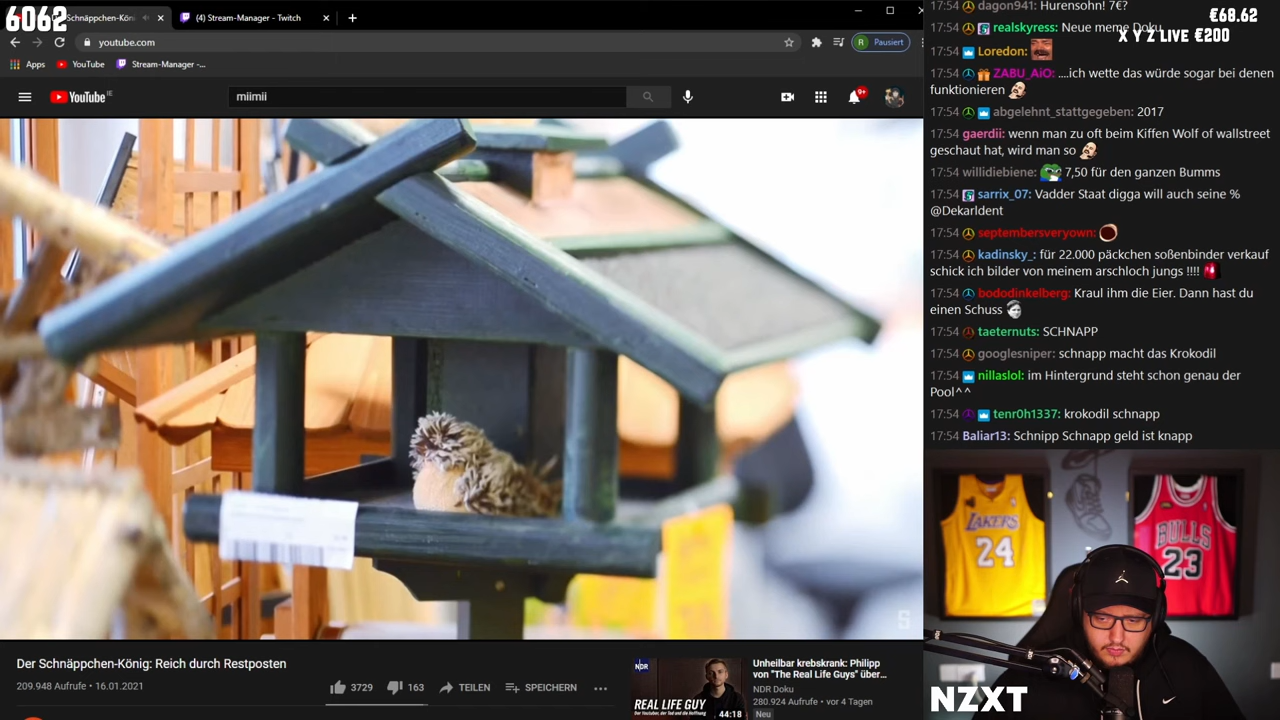 6062
Schnäppchen-Kön
(4) Stream-Manager - Twitch
youtube.com
R Pausiert
Apps YouTube Stream-Manager -...
YouTube IE
miimii
9+
Der Schnäppchen-König: Reich durch Restposten
209.948 Aufrufe • 16.01.2021
3729
163
TEILEN
SPEICHERN
NDR
REAL LIFE GUY
44:18
Unheilbar krebskrank: Philipp
von "The Real Life Guys" über...
NDR Doku
280.924 Aufrufe • vor 4 Tagen
Neu
17:54 dagon941: Hurensohn! 7€?
€68.62
17:54 realskyress: Neue meme Doku
X Y Z LIVE €200
17:54 Loredon:
17:54 ZABU_AiO: ....ich wette das würde sogar bei denen
funktionieren
17:54 abgelehnt_stattgegeben: 2017
gaerdii: wenn man zu oft beim Kiffen Wolf of wallstreet
geschaut hat, wird man so
17:54 willidiebiene: 7,50 für den ganzen Bumms
17:54 sarrix_07: Vadder Staat digga will auch seine %
@Dekarldent
17:54 septembersveryown:
17:54 kadinsky_: für 22.000 päckchen soßenbinder verkauf
schick ich bilder von meinem arschloch jungs !!!!
17:54 bododinkelberg: Kraul ihm die Eier. Dann hast du
einen Schuss
17:54 taeternuts: SCHNAPP
17:54 googlesniper: schnapp macht das Krokodil
17:54 nillaslol: im Hintergrund steht schon genau der
Pool^^
17:54 tenr0h1337: krokodil schnapp
17:54 Baliar13: Schnipp Schnapp geld ist knapp
LAKERS
24
BULLS
23
NZXT